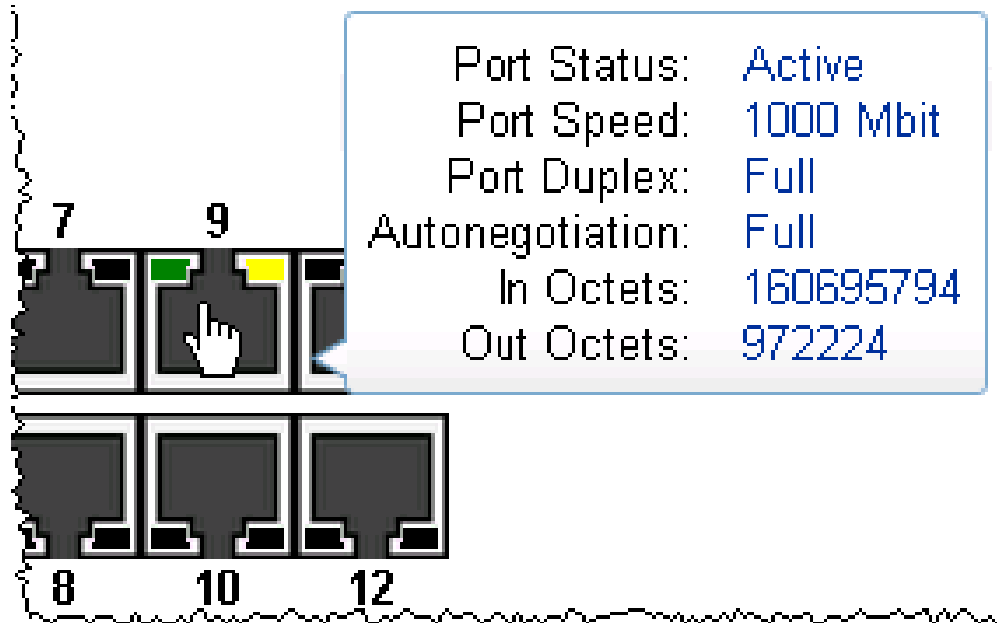 Port Status: Active
Port Speed: 1000 Mbit
Port Duplex: Full
Autonegotiation: Full
In Octets: 160695794
Out Octets: 972224
7 9
8 10 12